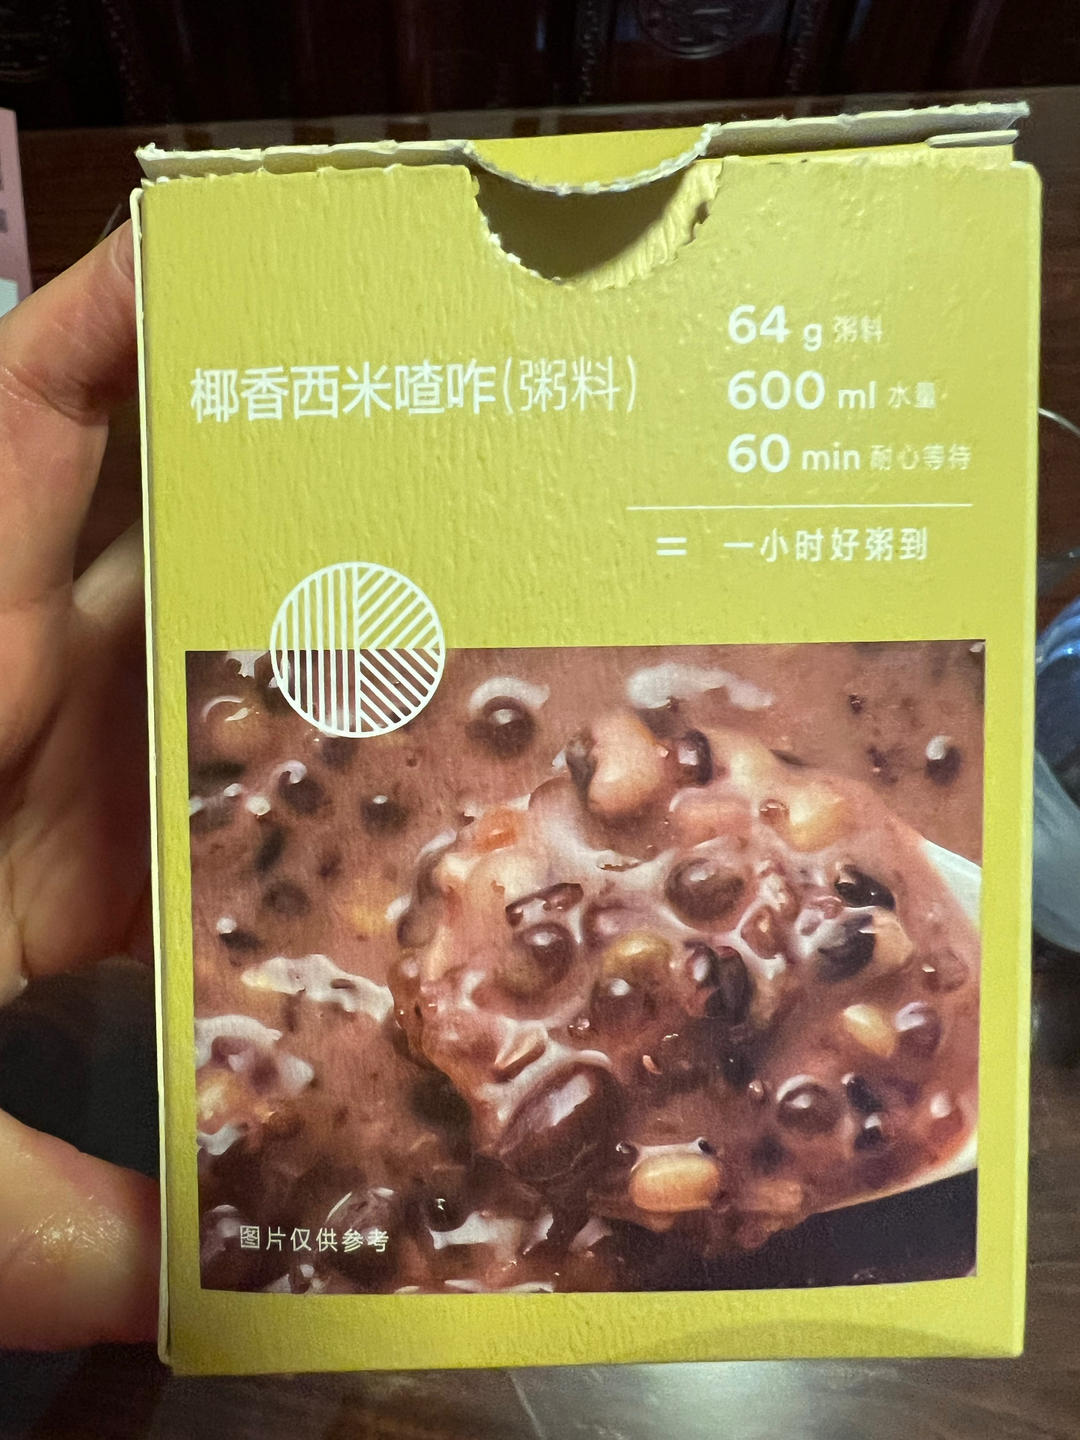 椰香西米喳咋(粥料)
64 g 粥料
600 ml 水量
60 min 耐心等待
= 一小时好粥到
图片仅供参考